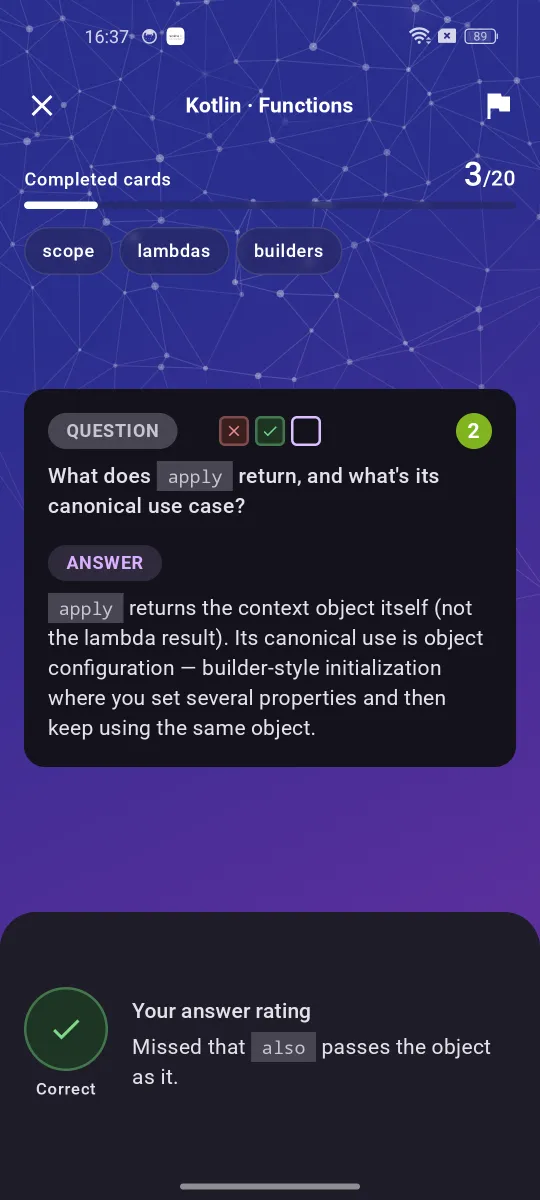 16:37
89
Kotlin · Functions
Completed cards
3/20
scope
lambdas
builders
QUESTION
2
What does apply return, and what's its
canonical use case?
ANSWER
apply returns the context object itself (not
the lambda result). Its canonical use is object
configuration — builder-style initialization
where you set several properties and then
keep using the same object.
Your answer rating
Missed that also passes the object
as it.
Correct